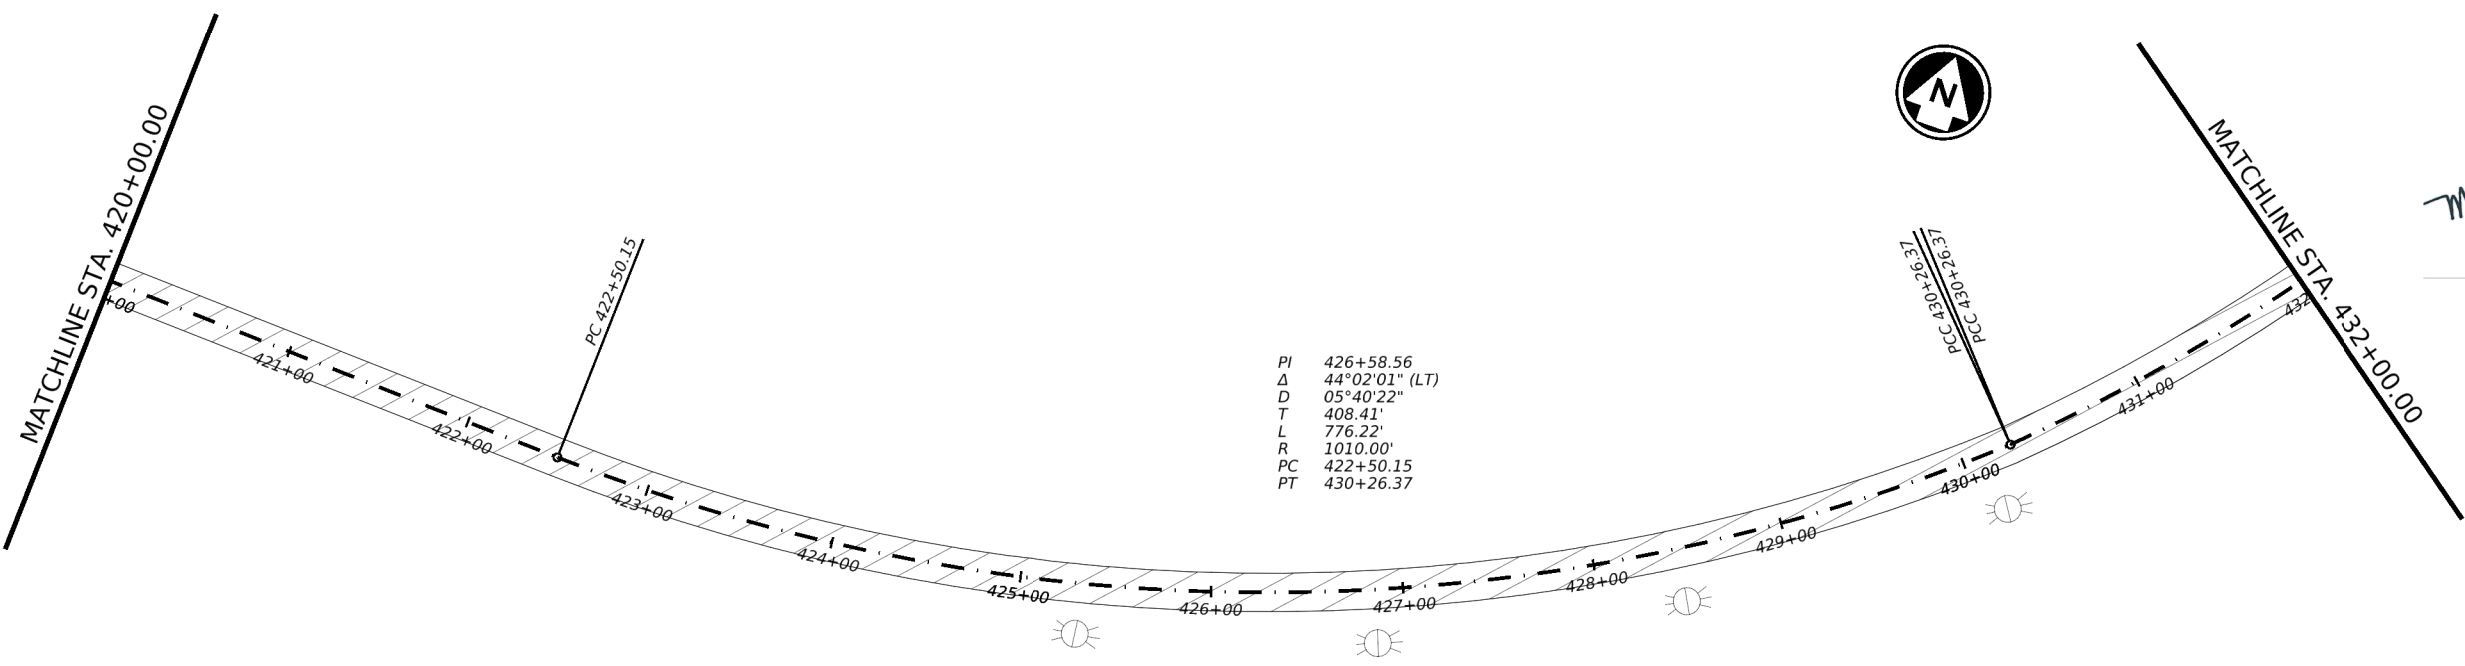 MATCHLINE STA. 420+00.00
+00
421+00
422+00
PC 422+50.15
423+00
424+00
425+00
426+00
427+00
428+00
429+00
430+00
PCC 430+26.37
PCC 430+26.37
431+00
432
MATCHLINE STA. 432+00.00
N
PI 426+58.56
Δ 44°02'01" (LT)
D 05°40'22"
T 408.41'
L 776.22'
R 1010.00'
PC 422+50.15
PT 430+26.37